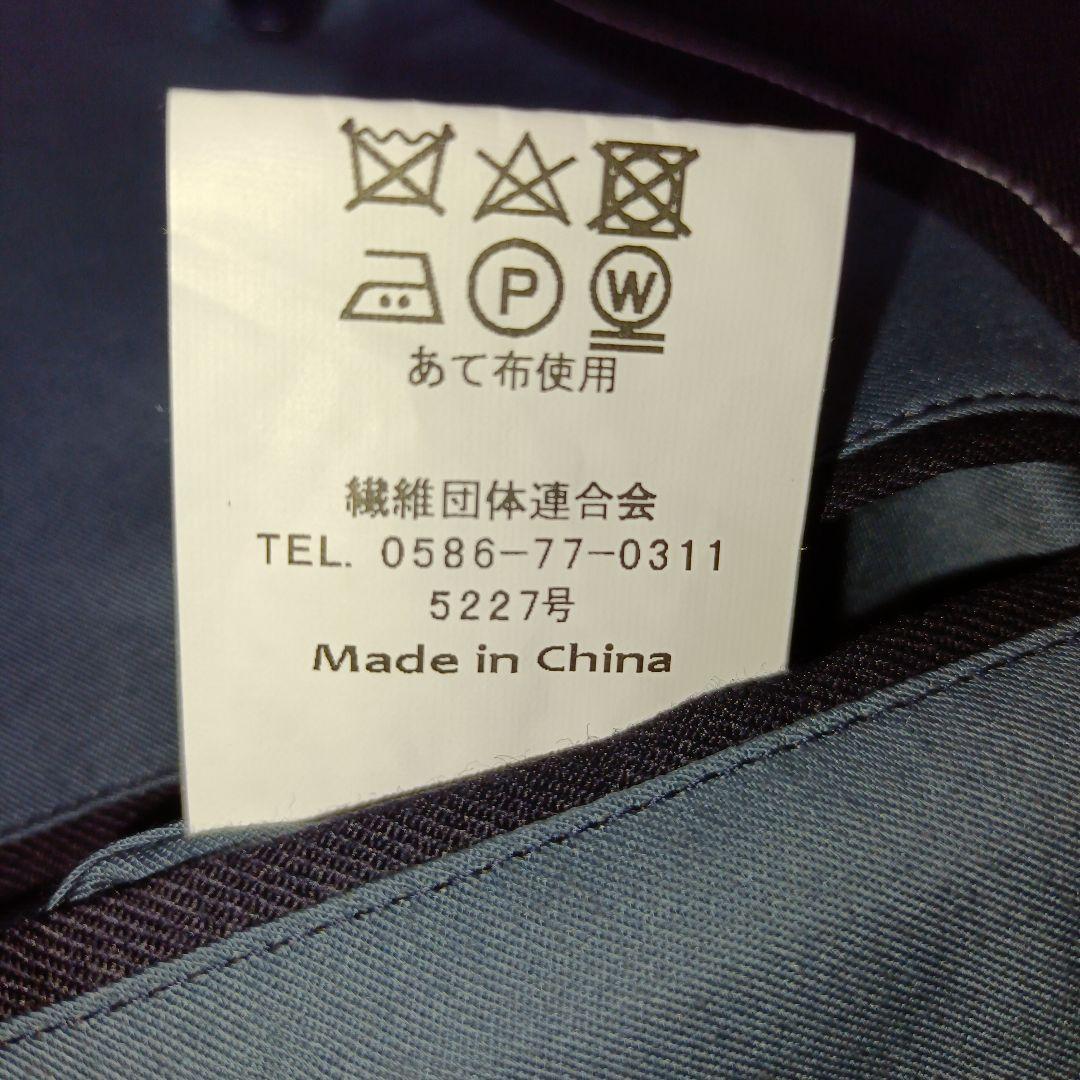 P W
あて布使用
繊維団体連合会
TEL. 0586-77-0311
5227号
Made in China